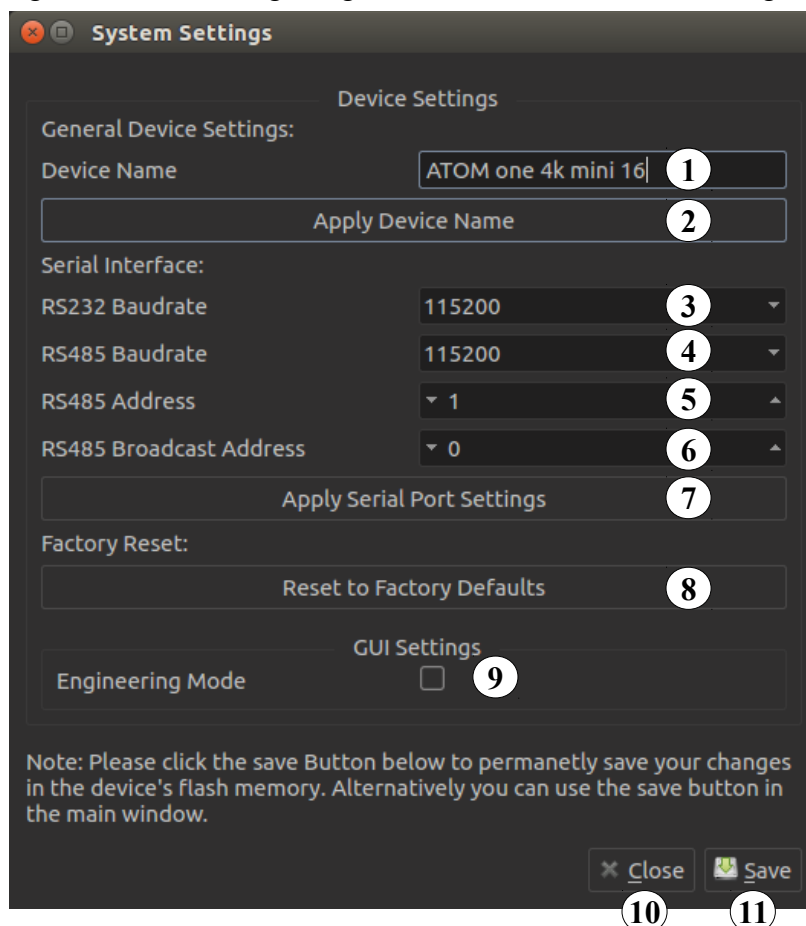 System Settings
Device Settings
General Device Settings:
Device Name ATOM one 4k mini 16 1
Apply Device Name 2
Serial Interface:
RS232 Baudrate 115200 3
RS485 Baudrate 115200 4
RS485 Address 1 5
RS485 Broadcast Address 0 6
Apply Serial Port Settings 7
Factory Reset:
Reset to Factory Defaults 8
GUI Settings
Engineering Mode 9
Note: Please click the save Button below to permanetly save your changes
in the device's flash memory. Alternatively you can use the save button in
the main window.
Close Save
10 11